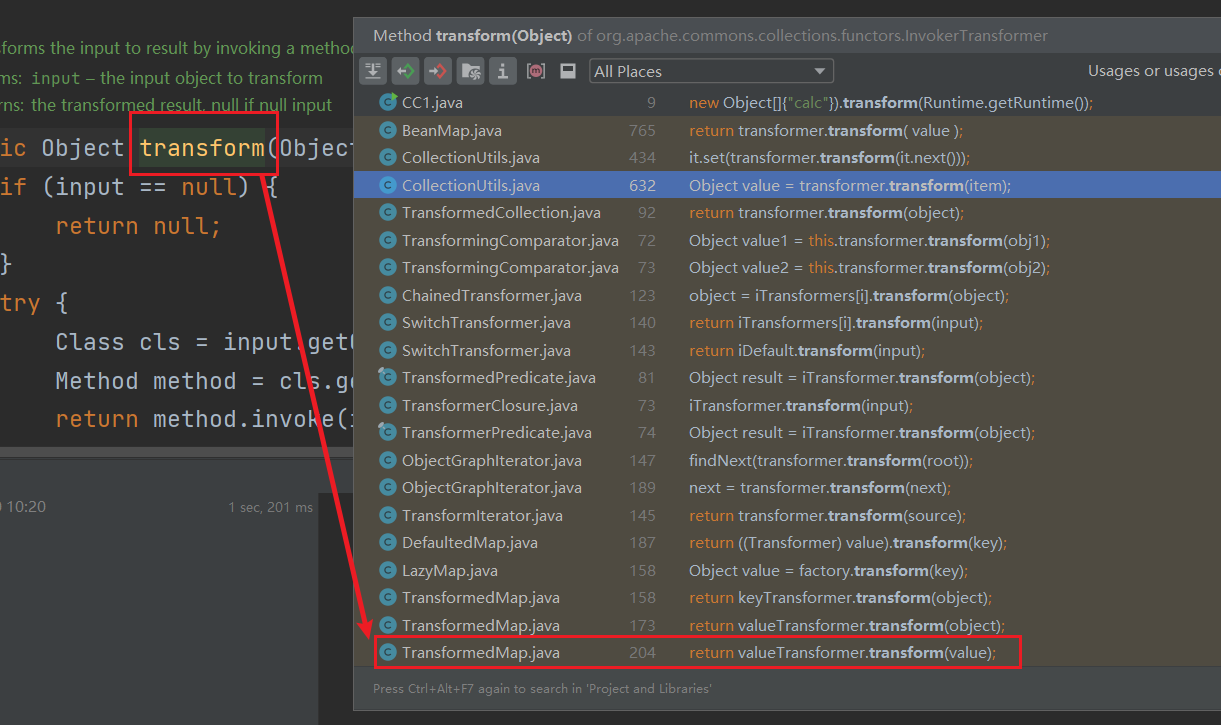 forms the input to result by invoking a method
ms: input – the input object to transform
rns: the transformed result, null if null input
ic Object transform(Object
if (input == null) {
return null;
}
try {
Class cls = input.get
Method method = cls.ge
return method.invoke(i
10:20
1 sec, 201 ms
Method transform(Object) of org.apache.commons.collections.functors.InvokerTransformer
All Places
Usages or usages
CC1.java 9 new Object[]{"calc"}).transform(Runtime.getRuntime());
BeanMap.java 765 return transformer.transform( value );
CollectionUtils.java 434 it.set(transformer.transform(it.next()));
CollectionUtils.java 632 Object value = transformer.transform(item);
TransformedCollection.java 92 return transformer.transform(object);
TransformingComparator.java 72 Object value1 = this.transformer.transform(obj1);
TransformingComparator.java 73 Object value2 = this.transformer.transform(obj2);
ChainedTransformer.java 123 object = iTransformers[i].transform(object);
SwitchTransformer.java 140 return iTransformers[i].transform(input);
SwitchTransformer.java 143 return iDefault.transform(input);
TransformedPredicate.java 81 Object result = iTransformer.transform(object);
TransformerClosure.java 73 iTransformer.transform(input);
TransformerPredicate.java 74 Object result = iTransformer.transform(object);
ObjectGraphIterator.java 147 findNext(transformer.transform(root));
ObjectGraphIterator.java 189 next = transformer.transform(next);
TransformIterator.java 145 return transformer.transform(source);
DefaultedMap.java 187 return ((Transformer) value).transform(key);
LazyMap.java 158 Object value = factory.transform(key);
TransformedMap.java 158 return keyTransformer.transform(object);
TransformedMap.java 173 return valueTransformer.transform(object);
TransformedMap.java 204 return valueTransformer.transform(value);
Press Ctrl+Alt+F7 again to search in 'Project and Libraries'